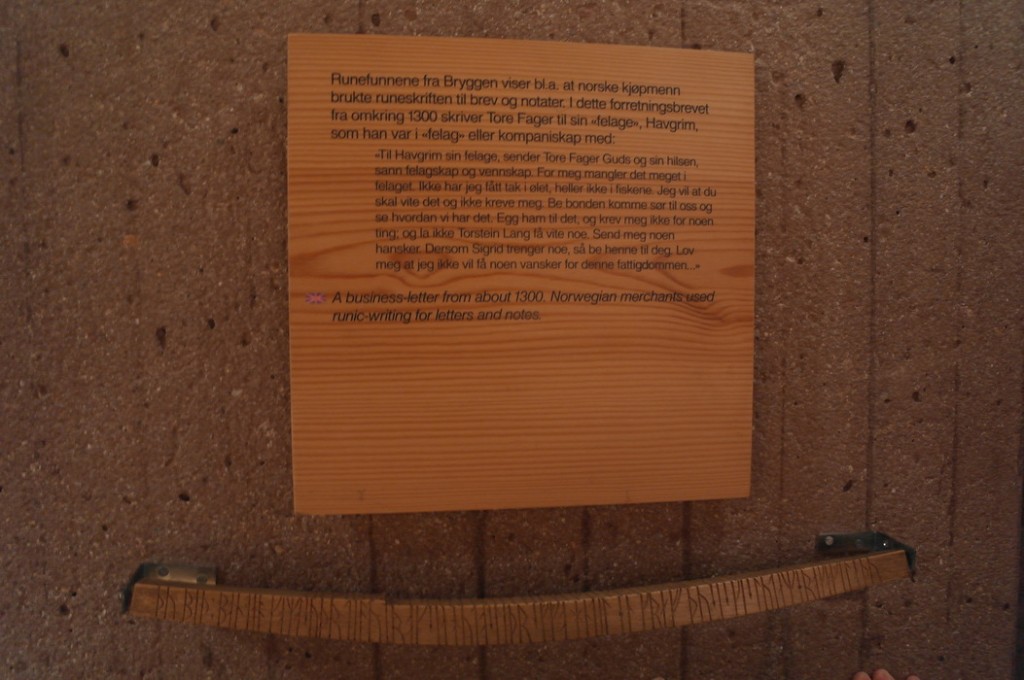 Runefunnene fra Bryggen viser bl.a. at norske kjøpmenn
brukte runeskriften til brev og notater. I dette forretningsbrevet
fra omkring 1300 skriver Tore Fager til sin «felage», Havgrim,
som han var i «felag» eller kompaniskap med:
«Til Havgrim sin felage, sender Tore Fager Guds og sin hilsen,
sann felagskap og vennskap. For meg mangler det meget i
felaget. Ikke har jeg fått tak i ølet, heller ikke i fiskene. Jeg vil at du
skal vite det og ikke kreve meg. Be bonden komme sør til oss og
se hvordan vi har det. Egg ham til det, og krev meg ikke for noen
ting; og la ikke Torstein Lang få vite noe. Send meg noen
hansker. Dersom Sigrid trenger noe, så be henne til deg. Lov
meg at jeg ikke vil få noen vansker for denne fattigdommen...»
A business-letter from about 1300. Norwegian merchants used
runic-writing for letters and notes.